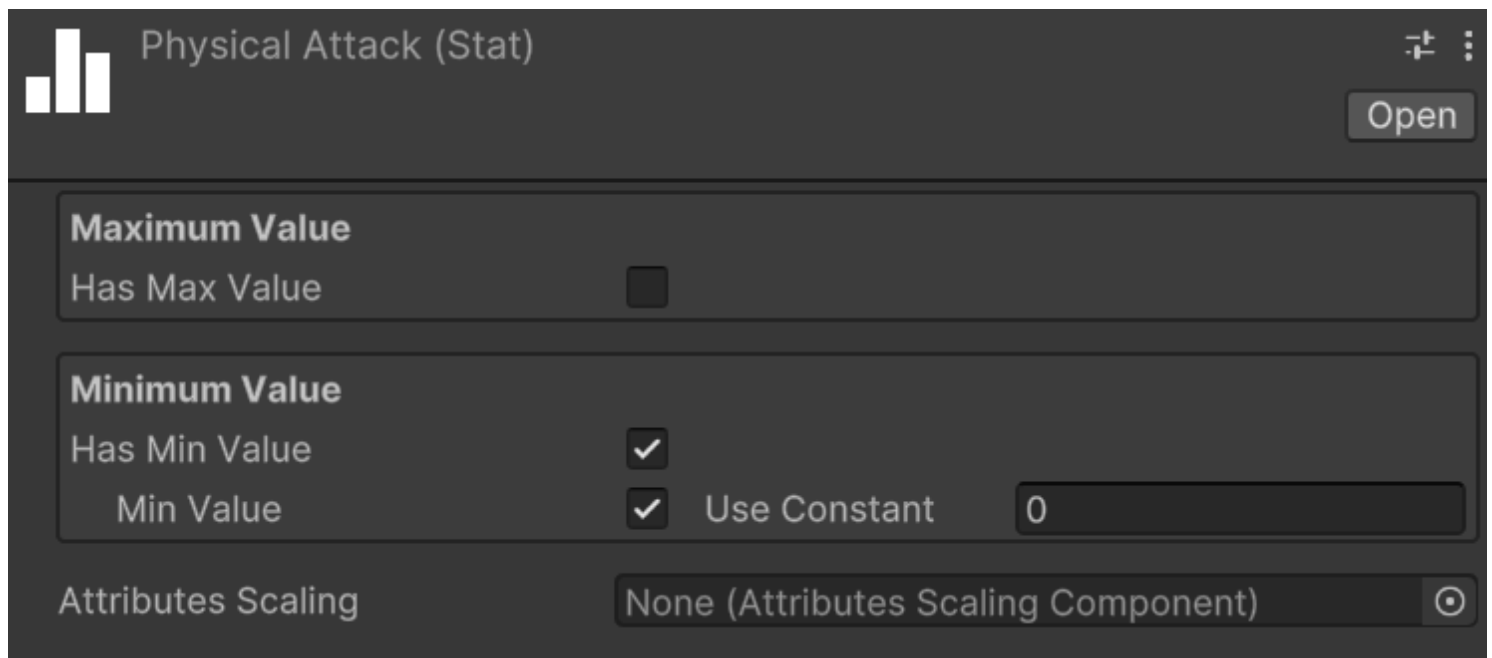 Physical Attack (Stat)
Open
Maximum Value
Has Max Value
Minimum Value
Has Min Value
Min Value Use Constant 0
Attributes Scaling None (Attributes Scaling Component)